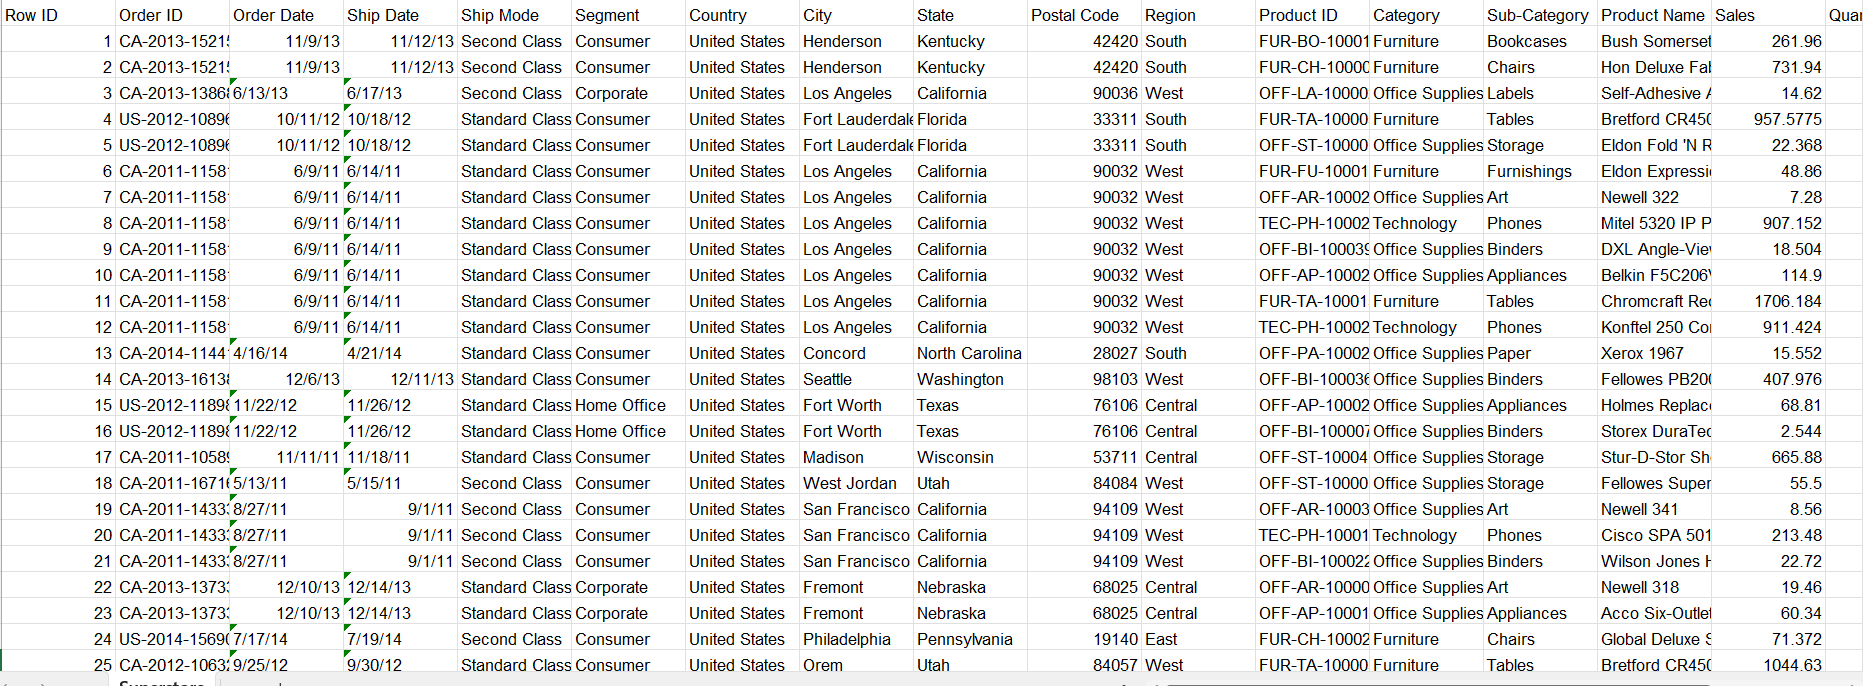 Row ID Order ID Order Date Ship Date Ship Mode Segment Country City State Postal Code Region Product ID Category Sub-Category Product Name Sales Quar
1 CA-2013-1521 11/9/13 11/12/13 Second Class Consumer United States Henderson Kentucky 42420 South FUR-BO-10001 Furniture Bookcases Bush Somerset 261.96
2 CA-2013-1521 11/9/13 11/12/13 Second Class Consumer United States Henderson Kentucky 42420 South FUR-CH-1000 Furniture Chairs Hon Deluxe Fal 731.94
3 CA-2013-1386 6/13/13 6/17/13 Second Class Corporate United States Los Angeles California 90036 West OFF-LA-10000 Office Supplies Labels Self-Adhesive 14.62
4 US-2012-1089 10/11/12 10/18/12 Standard Class Consumer United States Fort Lauderdale Florida 33311 South FUR-TA-10000 Furniture Tables Bretford CR450 957.5775
5 US-2012-1089 10/11/12 10/18/12 Standard Class Consumer United States Fort Lauderdale Florida 33311 South OFF-ST-10000 Office Supplies Storage Eldon Fold 'N R 22.368
6 CA-2011-1158 6/9/11 6/14/11 Standard Class Consumer United States Los Angeles California 90032 West FUR-FU-10001 Furniture Furnishings Eldon Expressi 48.86
7 CA-2011-1158 6/9/11 6/14/11 Standard Class Consumer United States Los Angeles California 90032 West OFF-AR-10002 Office Supplies Art Newell 322 7.28
8 CA-2011-1158 6/9/11 6/14/11 Standard Class Consumer United States Los Angeles California 90032 West TEC-PH-10002 Technology Phones Mitel 5320 IP P 907.152
9 CA-2011-1158 6/9/11 6/14/11 Standard Class Consumer United States Los Angeles California 90032 West OFF-BI-10003 Office Supplies Binders DXL Angle-Vie 18.504
10 CA-2011-1158 6/9/11 6/14/11 Standard Class Consumer United States Los Angeles California 90032 West OFF-AP-10002 Office Supplies Appliances Belkin F5C206 114.9
11 CA-2011-1158 6/9/11 6/14/11 Standard Class Consumer United States Los Angeles California 90032 West FUR-TA-10001 Furniture Tables Chromcraft Rec 1706.184
12 CA-2011-1158 6/9/11 6/14/11 Standard Class Consumer United States Los Angeles California 90032 West TEC-PH-10002 Technology Phones Konftel 250 Co 911.424
13 CA-2014-1144 4/16/14 4/21/14 Standard Class Consumer United States Concord North Carolina 28027 South OFF-PA-10002 Office Supplies Paper Xerox 1967 15.552
14 CA-2013-1613 12/6/13 12/11/13 Standard Class Consumer United States Seattle Washington 98103 West OFF-BI-10003 Office Supplies Binders Fellowes PB20 407.976
15 US-2012-1189 11/22/12 11/26/12 Standard Class Home Office United States Fort Worth Texas 76106 Central OFF-AP-10002 Office Supplies Appliances Holmes Replac 68.81
16 US-2012-1189 11/22/12 11/26/12 Standard Class Home Office United States Fort Worth Texas 76106 Central OFF-BI-10000 Office Supplies Binders Storex DuraTec 2.544
17 CA-2011-1058 11/11/11 11/18/11 Standard Class Consumer United States Madison Wisconsin 53711 Central OFF-ST-10004 Office Supplies Storage Stur-D-Stor Sh 665.88
18 CA-2011-1671 5/13/11 5/15/11 Second Class Consumer United States West Jordan Utah 84084 West OFF-ST-10000 Office Supplies Storage Fellowes Super 55.5
19 CA-2011-1433 8/27/11 9/1/11 Second Class Consumer United States San Francisco California 94109 West OFF-AR-10003 Office Supplies Art Newell 341 8.56
20 CA-2011-1433 8/27/11 9/1/11 Second Class Consumer United States San Francisco California 94109 West TEC-PH-10001 Technology Phones Cisco SPA 501 213.48
21 CA-2011-1433 8/27/11 9/1/11 Second Class Consumer United States San Francisco California 94109 West OFF-BI-10002 Office Supplies Binders Wilson Jones 22.72
22 CA-2013-1373 12/10/13 12/14/13 Standard Class Corporate United States Fremont Nebraska 68025 Central OFF-AR-10000 Office Supplies Art Newell 318 19.46
23 CA-2013-1373 12/10/13 12/14/13 Standard Class Corporate United States Fremont Nebraska 68025 Central OFF-AP-10001 Office Supplies Appliances Acco Six-Outlet 60.34
24 US-2014-1569 7/17/14 7/19/14 Second Class Consumer United States Philadelphia Pennsylvania 19140 East FUR-CH-10002 Furniture Chairs Global Deluxe S 71.372
25 CA-2012-1063 9/25/12 9/30/12 Standard Class Consumer United States Orem Utah 84057 West FUR-TA-10000 Furniture Tables Bretford CR450 1044.63
Superstore